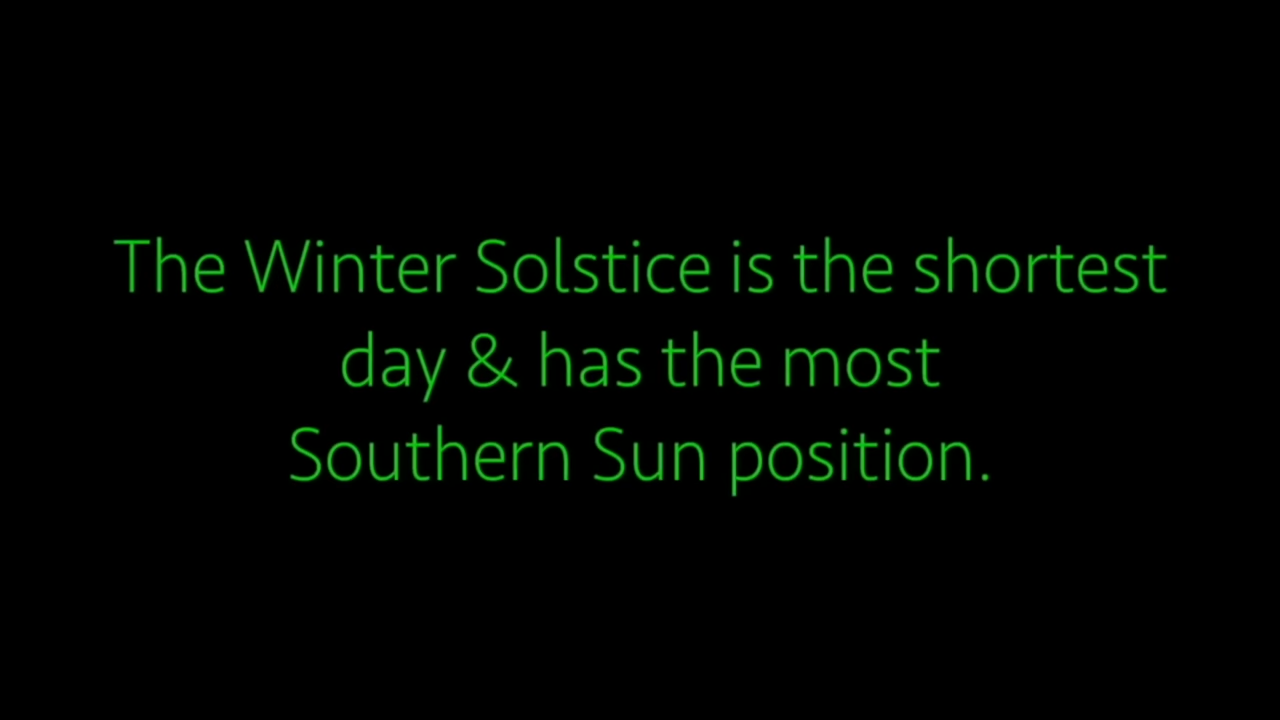 The Winter Solstice is the shortest
day & has the most
Southern Sun position.